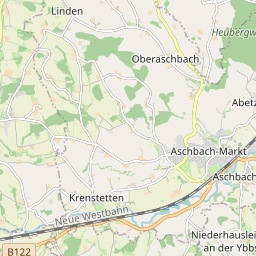 Linden
Heubergw
Oberaschbach
Abetz
Aschbach-Markt
Aschbach
Krenstetten
Neue Westbahn
Niederhauslei
an der Ybbs
B122